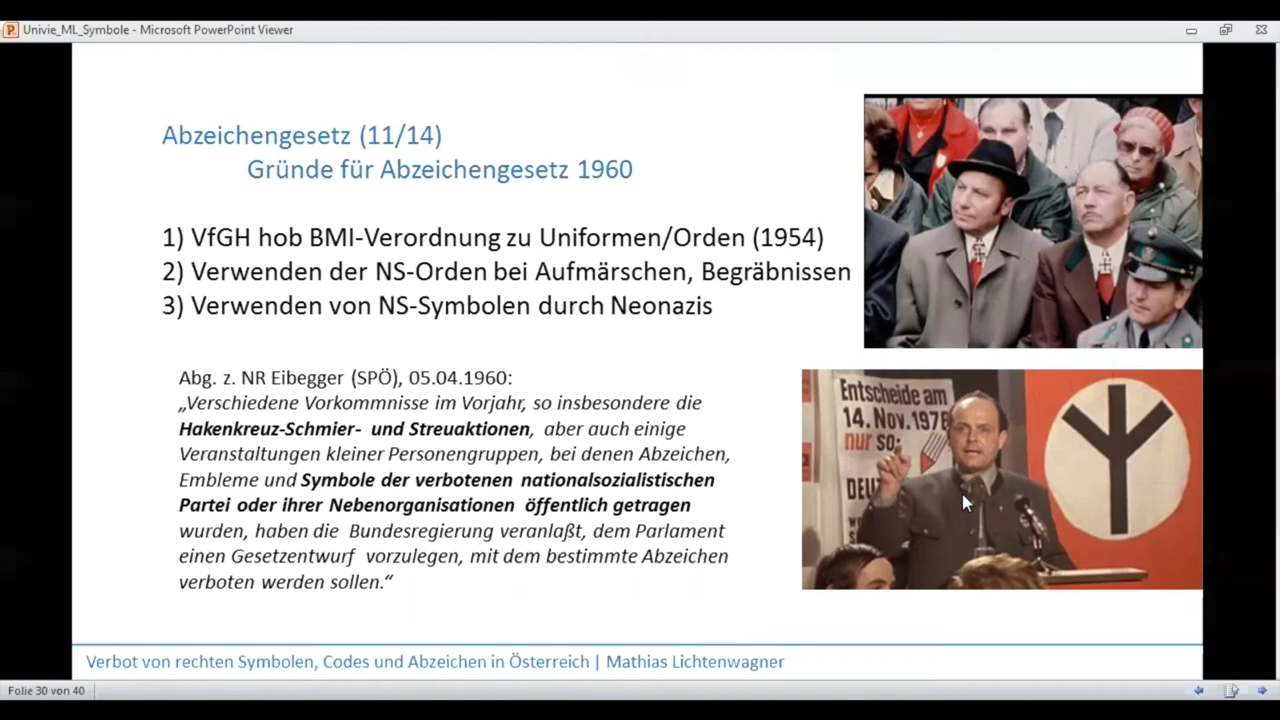 Univie_ML_Symbole - Microsoft PowerPoint Viewer
Abzeichengesetz (11/14)
Gründe für Abzeichengesetz 1960
1) VfGH hob BMI-Verordnung zu Uniformen/Orden (1954)
2) Verwenden der NS-Orden bei Aufmärschen, Begräbnissen
3) Verwenden von NS-Symbolen durch Neonazis
Abg. z. NR Eibegger (SPÖ), 05.04.1960:
„Verschiedene Vorkommnisse im Vorjahr, so insbesondere die
Hakenkreuz-Schmier- und Streuaktionen, aber auch einige
Veranstaltungen kleiner Personengruppen, bei denen Abzeichen,
Embleme und Symbole der verbotenen nationalsozialistischen
Partei oder ihrer Nebenorganisationen öffentlich getragen
wurden, haben die Bundesregierung veranlaßt, dem Parlament
einen Gesetzentwurf vorzulegen, mit dem bestimmte Abzeichen
verboten werden sollen.“
Entscheide am
14. Nov. 1978
nur so:
Verbot von rechten Symbolen, Codes und Abzeichen in Österreich | Mathias Lichtenwagner
Folie 30 von 40